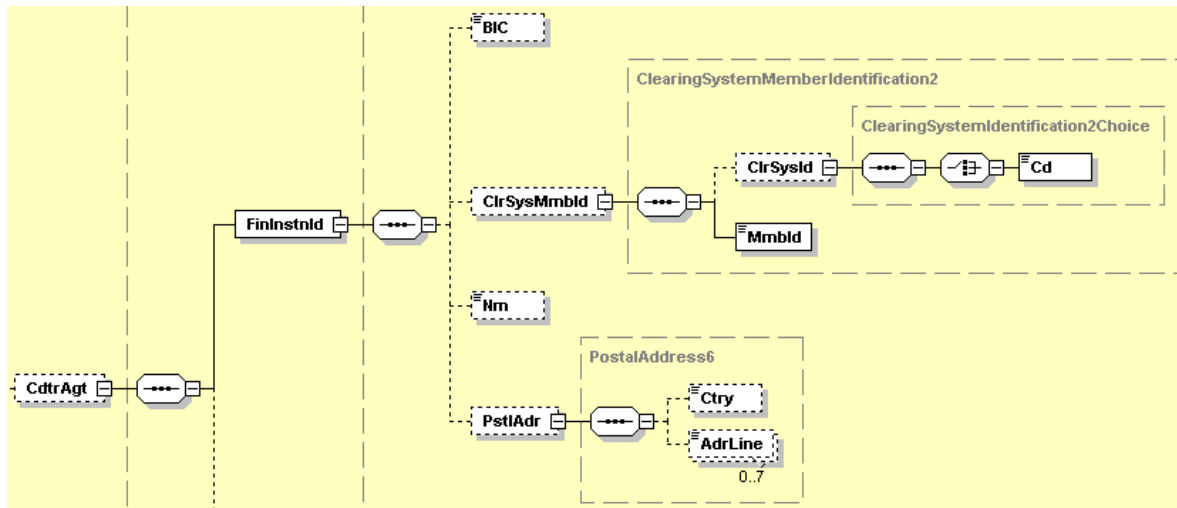 BIC
ClearingSystemMemberIdentification2
ClearingSystemIdentification2Choice
ClrSysId
Cd
ClrSysMmbId
MmbId
FinInstnId
Nm
PostalAddress6
CdtrAgt
Ctry
PstlAdr
AdrLine
0..7